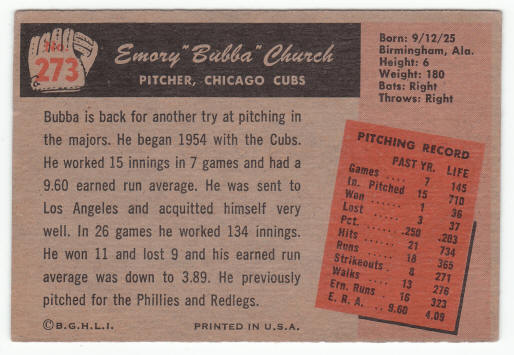 No.
273
Emory "Bubba" Church
PITCHER, CHICAGO CUBS
Born: 9/12/25
Birmingham, Ala.
Height: 6
Weight: 180
Bats: Right
Throws: Right
Bubba is back for another try at pitching in
the majors. He began 1954 with the Cubs.
He worked 15 innings in 7 games and had a
9.60 earned run average. He was sent to
Los Angeles and acquitted himself very
well. In 26 games he worked 134 innings.
He won 11 and lost 9 and his earned run
average was down to 3.89. He previously
pitched for the Phillies and Redlegs.
PITCHING RECORD
PAST YR. LIFE
Games .... 7 145
In. Pitched 15 710
Won ..... 1 36
Lost ..... 3 37
Pct. .... .250 .283
Hits .... 21 734
Runs .... 18 365
Strikeouts .. 8 271
Walks .... 13 276
Ern. Runs . 16 323
E. R. A. . 9.60 4.09
©B.G.H.L.I.
PRINTED IN U.S.A.